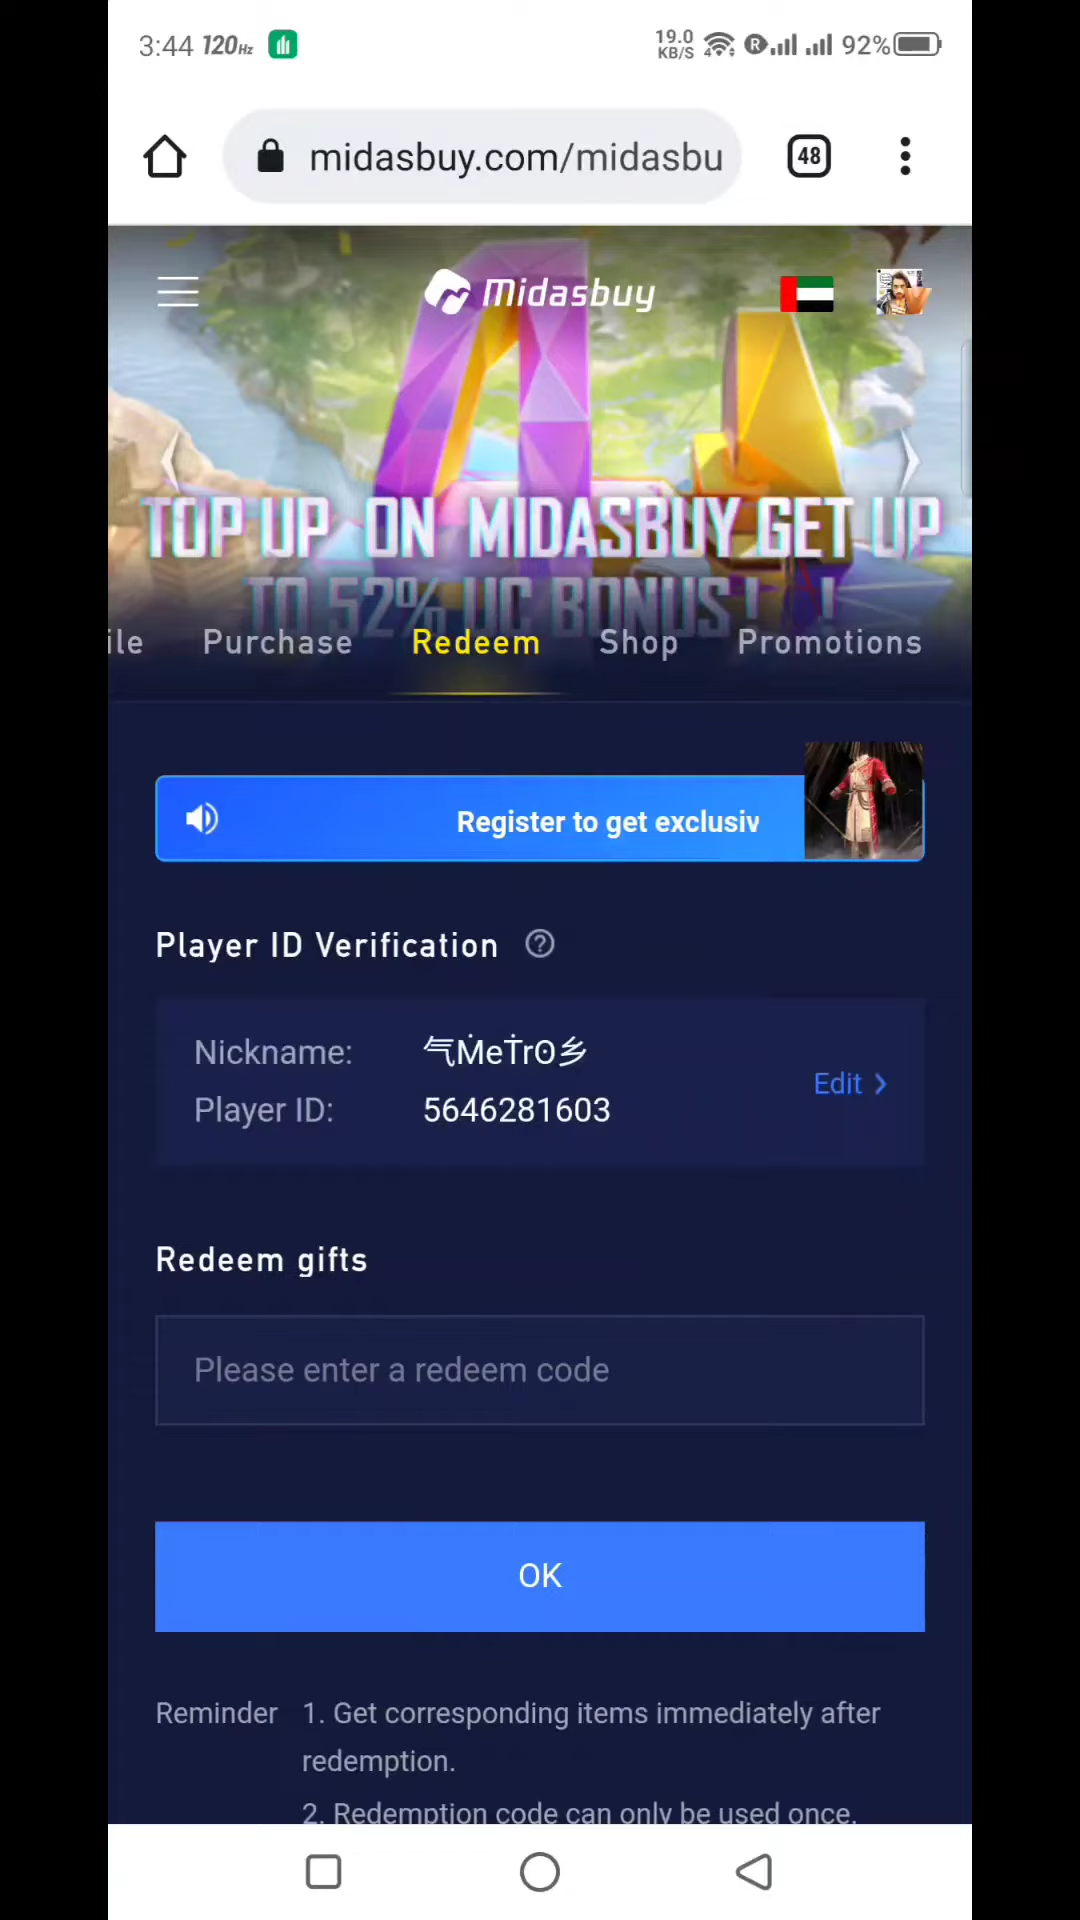 3:44 120Hz 19.0 KB/S R 92%
midasbuy.com/midasbu 48
Midasbuy
TOP UP ON MIDASBUY GET UP
TO 52% UC BONUS! !
ile Purchase Redeem Shop Promotions
Register to get exclusiv
Player ID Verification ?
Nickname: 气ṀeṪrʘ乡
Player ID: 5646281603
Edit >
Redeem gifts
Please enter a redeem code
OK
Reminder 1. Get corresponding items immediately after
redemption.
2. Redemption code can only be used once.